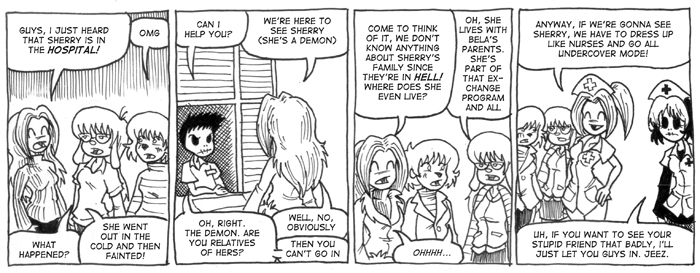 GUYS, I JUST HEARD
THAT SHERRY IS IN
THE HOSPITAL!
OMG
WHAT
HAPPENED?
SHE WENT
OUT IN THE
COLD AND THEN
FAINTED!
CAN I
HELP YOU?
WE'RE HERE TO
SEE SHERRY
(SHE'S A DEMON)
OH, RIGHT.
THE DEMON. ARE
YOU RELATIVES
OF HERS?
WELL, NO,
OBVIOUSLY
THEN YOU
CAN'T GO IN
COME TO THINK
OF IT, WE DON'T
KNOW ANYTHING
ABOUT SHERRY'S
FAMILY SINCE
THEY'RE IN HELL!
WHERE DOES SHE
EVEN LIVE?
OH, SHE
LIVES WITH
BELA'S
PARENTS.
SHE'S
PART OF
THAT EX-
CHANGE
PROGRAM
AND ALL
OHHHH...
ANYWAY, IF WE'RE GONNA SEE
SHERRY, WE HAVE TO DRESS UP
LIKE NURSES AND GO ALL
UNDERCOVER MODE!
UH, IF YOU WANT TO SEE YOUR
STUPID FRIEND THAT BADLY, I'LL
JUST LET YOU GUYS IN. JEEZ.